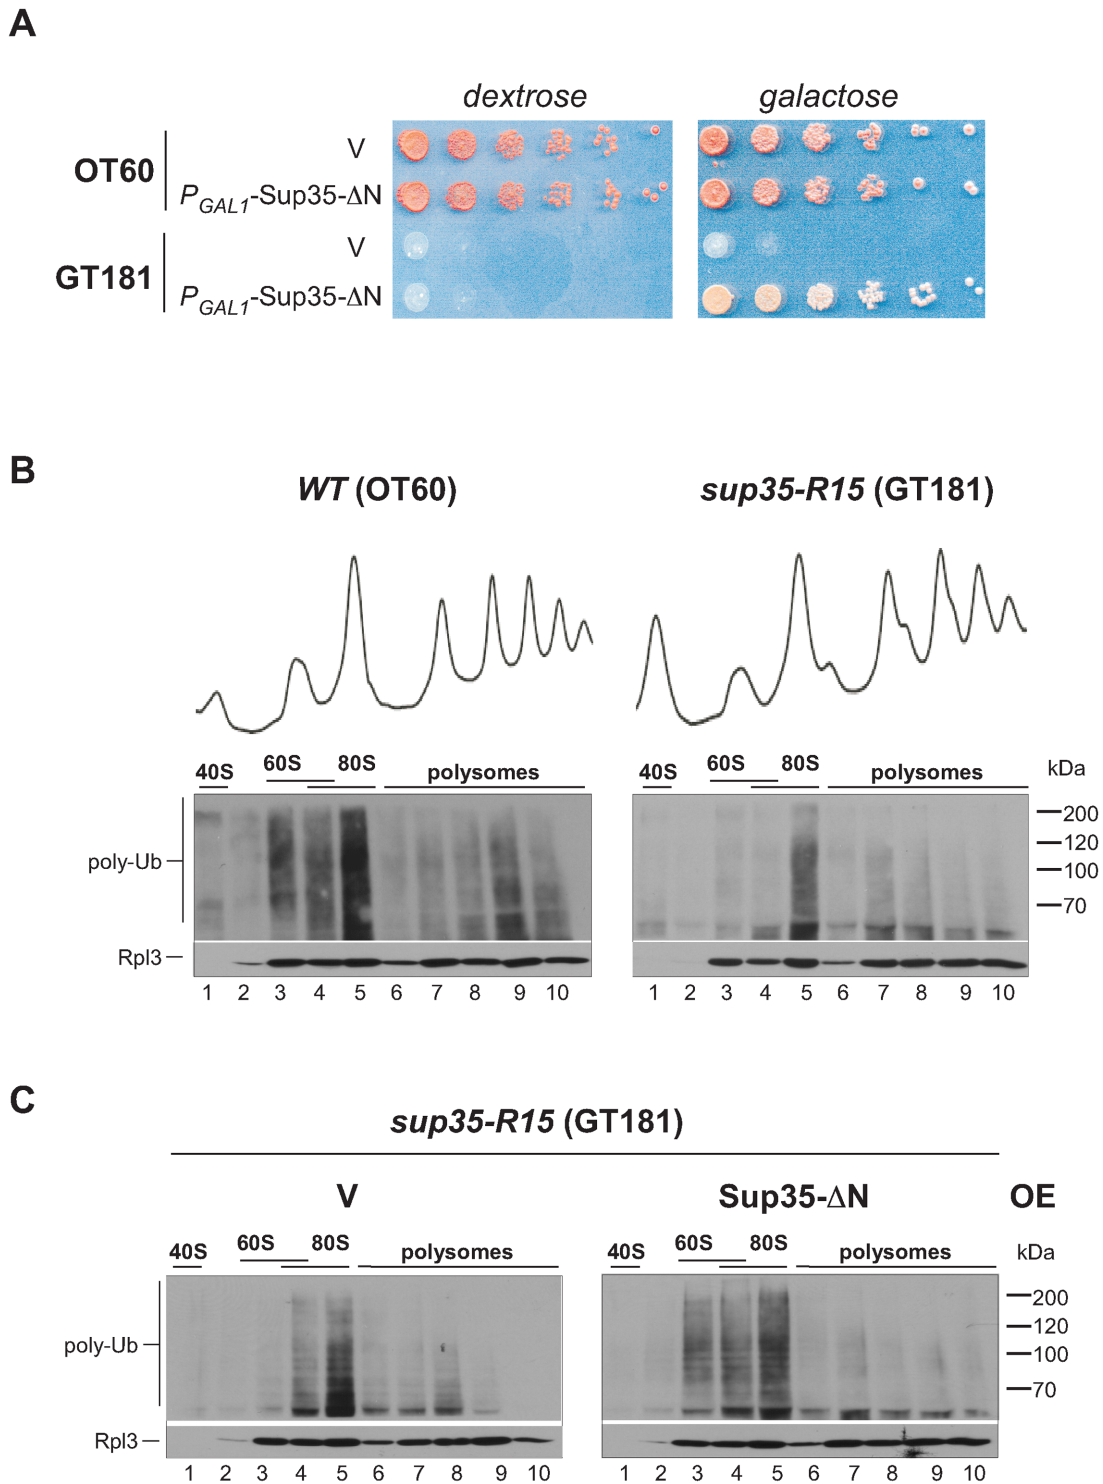 A
dextrose galactose
OT60
V
P_GAL1-Sup35-ΔN
GT181
V
P_GAL1-Sup35-ΔN
B
WT (OT60) sup35-R15 (GT181)
40S 60S 80S polysomes 40S 60S 80S polysomes kDa
poly-Ub
200
120
100
70
Rpl3
1 2 3 4 5 6 7 8 9 10 1 2 3 4 5 6 7 8 9 10
C
sup35-R15 (GT181)
V Sup35-ΔN OE
40S 60S 80S polysomes 40S 60S 80S polysomes kDa
poly-Ub
200
120
100
70
Rpl3
1 2 3 4 5 6 7 8 9 10 1 2 3 4 5 6 7 8 9 10